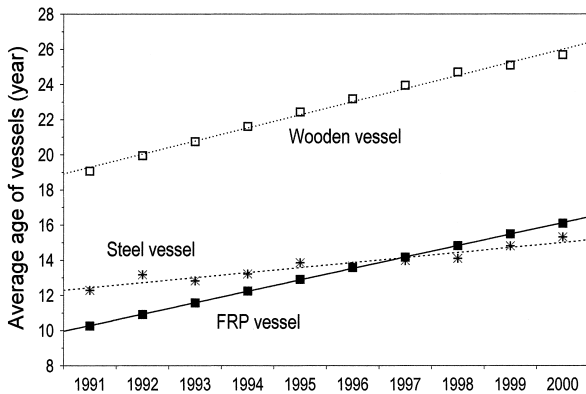 Average age of vessels (year)
28
26
24
22
20
18
16
14
12
10
8
Wooden vessel
Steel vessel
FRP vessel
1991 1992 1993 1994 1995 1996 1997 1998 1999 2000